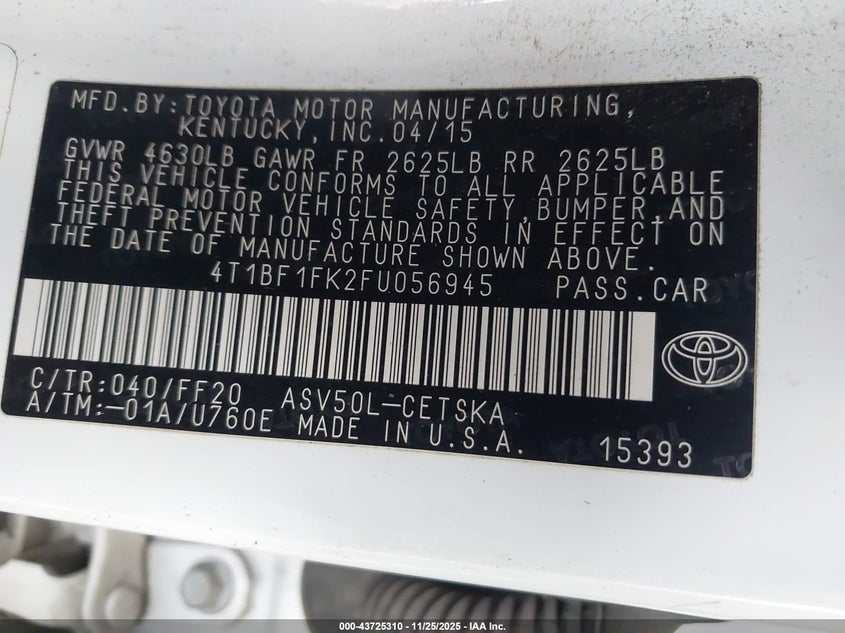 MFD.BY:TOYOTA MOTOR MANUFACTURING,
KENTUCKY,INC.04/15
GVWR 4630LB GAWR FR 2625LB RR 2625LB
THIS VEHICLE CONFORMS TO ALL APPLICABLE
FEDERAL MOTOR VEHICLE SAFETY,BUMPER,AND
THEFT PREVENTION STANDARDS IN EFFECT ON
THE DATE OF MANUFACTURE SHOWN ABOVE.
4T1BF1FK2FU056945 PASS.CAR
C/TR:040/FF20 ASV50L-CETSKA
A/TM:-01A/U760E MADE IN U.S.A. 15393
000-43725310 | 11/25/2025 | IAA Inc.